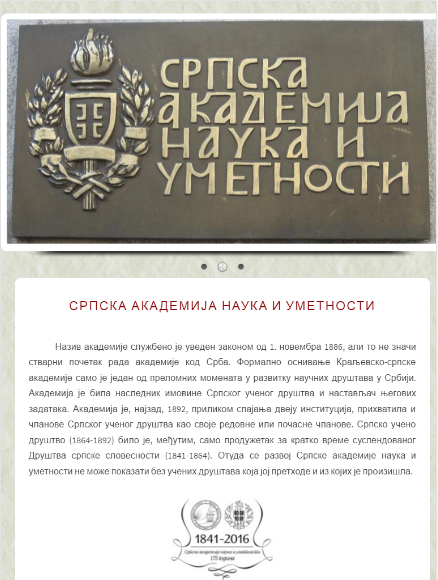 СРПСКА
АКАДЕМИЈА
НАУКА И
УМЕТНОСТИ
СРПСКА АКАДЕМИЈА НАУКА И УМЕТНОСТИ
Назив академије службено је уведен законом од 1. новембра 1886, али то не значи
стварни почетак рада академије код Срба. Формално оснивање Краљевско-српске
академије само је један од преломних момената у развитку научних друштава у Србији.
Академија је била наследник имовине Српског ученог друштва и настављач његових
задатака. Академија је, најзад, 1892, приликом спајања двеју институција, прихватила и
чланове Српског ученог друштва као своје редовне или почасне чланове. Српско учено
друштво (1864-1892) било је, међутим, само продужетак за кратко време суспендованог
Друштва српске словесности (1841-1864). Отуда се развој Српске академије наука и
уметности не може показати без учених друштава која јој претходе и из којих је произишла.
1841-2016
Српска академија наука и уметности
175 година